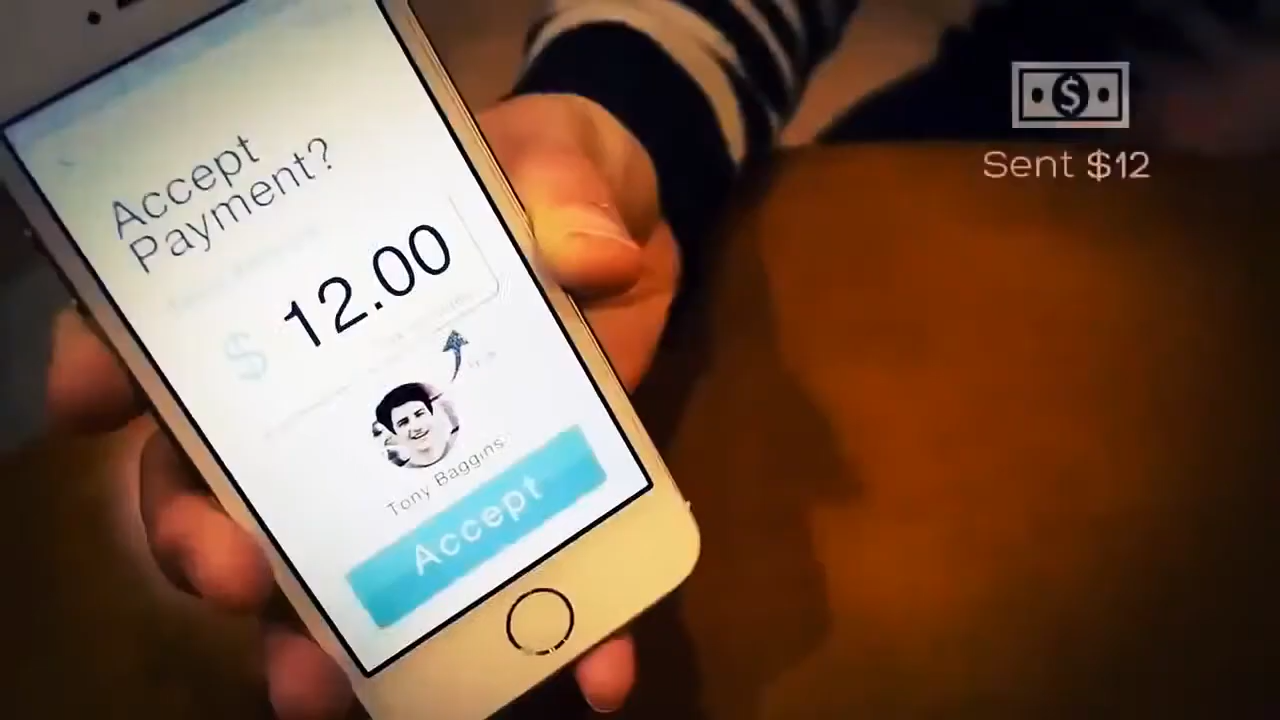 Accept
Payment?
$ 12.00
Tony Baggins
Accept
Sent $12